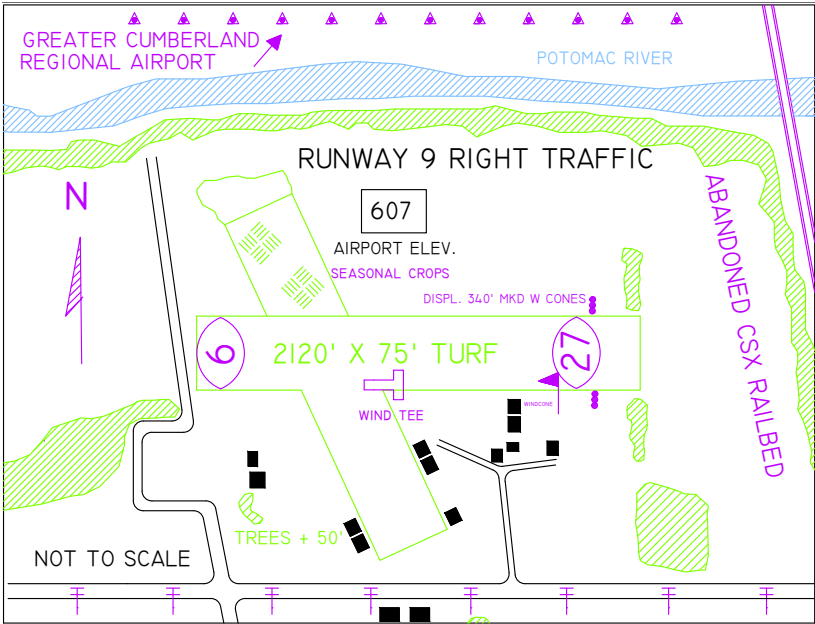 GREATER CUMBERLAND
REGIONAL AIRPORT
POTOMAC RIVER
RUNWAY 9 RIGHT TRAFFIC
N
607
AIRPORT ELEV.
SEASONAL CROPS
DISPL. 340' MKD W CONES
ABANDONED CSX RAILBED
9
2120' X 75' TURF
27
WIND TEE
WINDCONE
TREES + 50'
NOT TO SCALE